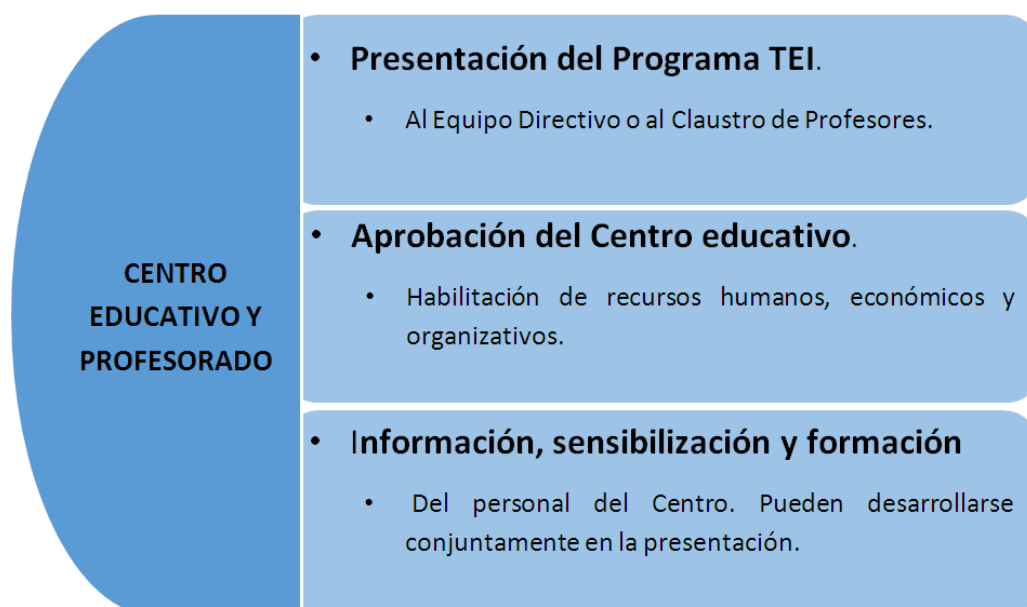 CENTRO
EDUCATIVO Y
PROFESORADO
• Presentación del Programa TEI.
• Al Equipo Directivo o al Claustro de Profesores.
• Aprobación del Centro educativo.
• Habilitación de recursos humanos, económicos y
organizativos.
• Información, sensibilización y formación
• Del personal del Centro. Pueden desarrollarse
conjuntamente en la presentación.